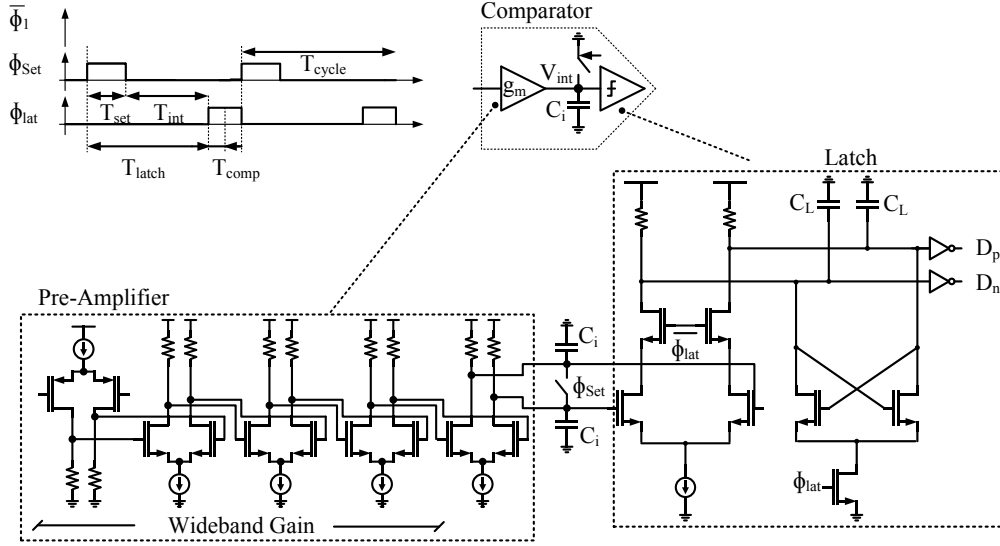 Φ̅1
ΦSet
Φlat
Tset
Tint
Tcycle
Tlatch
Tcomp
Comparator
gm
Vint
Ci
Latch
CL
CL
Dp
Dn
Φ̅lat
Φlat
Pre-Amplifier
Ci
ΦSet
Ci
Wideband Gain